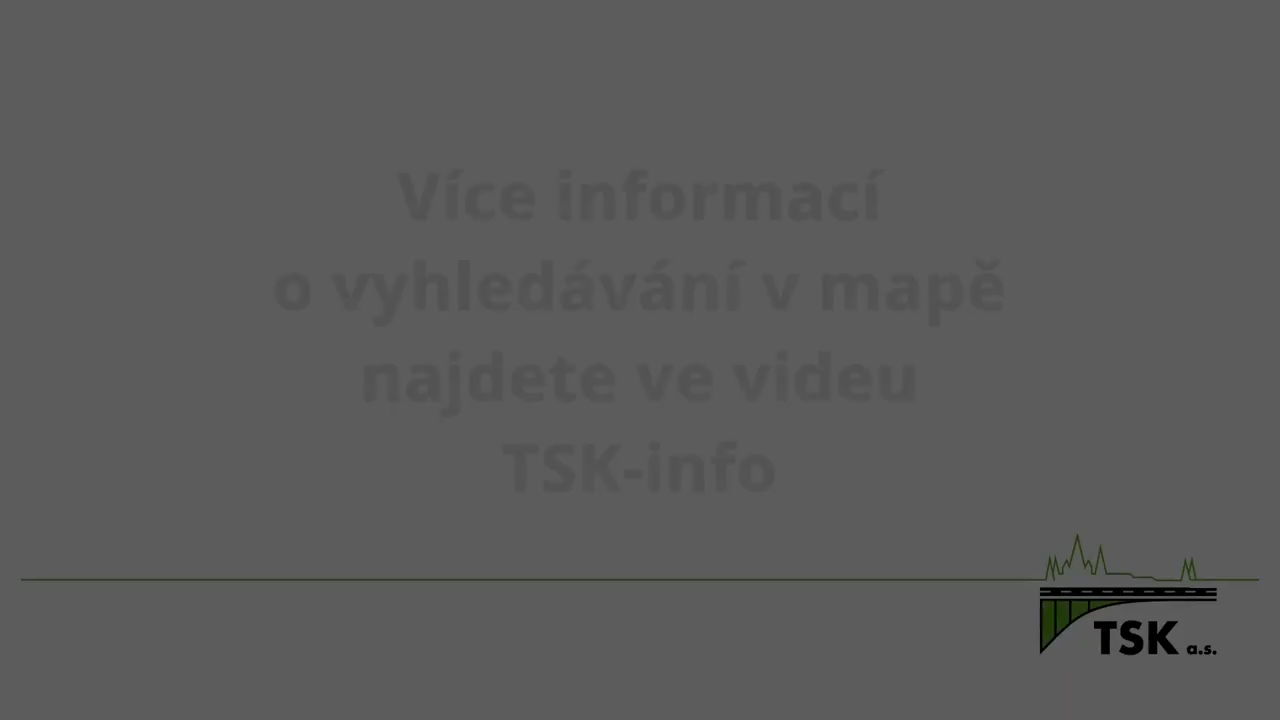 Více informací
o vyhledávání v mapě
najdete ve videu
TSK-info
TSK a.s.